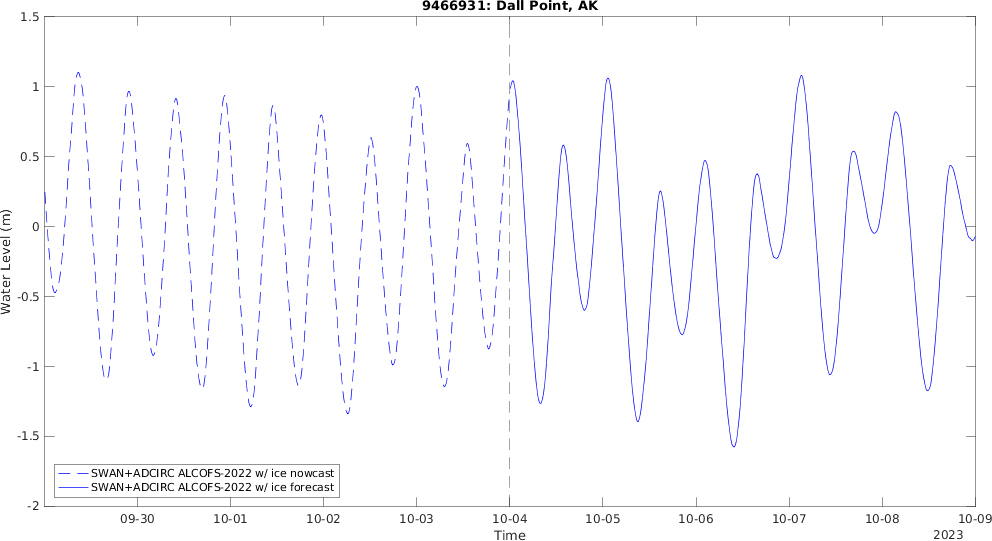 9466931: Dall Point, AK
1.5
1
0.5
0
-0.5
-1
-1.5
-2
Water Level (m)
SWAN+ADCIRC ALCOFS-2022 w/ ice nowcast
SWAN+ADCIRC ALCOFS-2022 w/ ice forecast
09-30 10-01 10-02 10-03 10-04 10-05 10-06 10-07 10-08 10-09
Time
2023